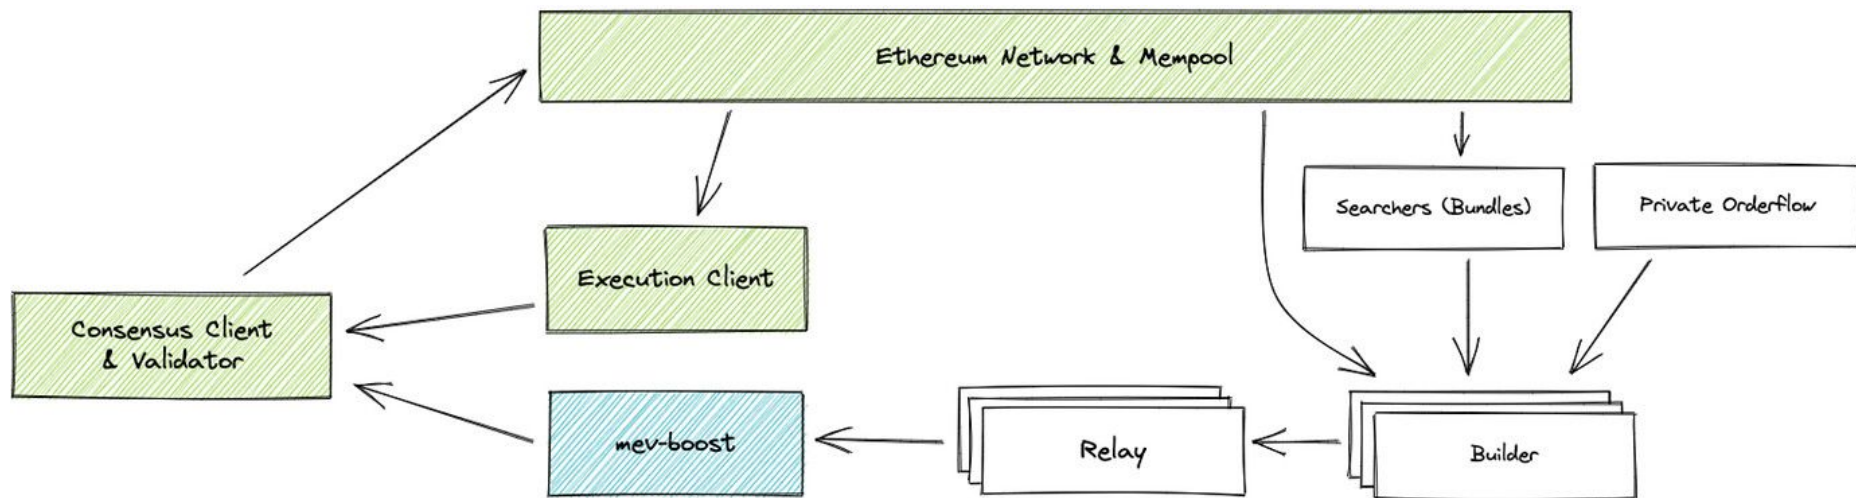 Ethereum Network & Mempool
Searchers (Bundles)
Private Orderflow
Execution Client
Consensus Client
& Validator
mev-boost
Relay
Builder